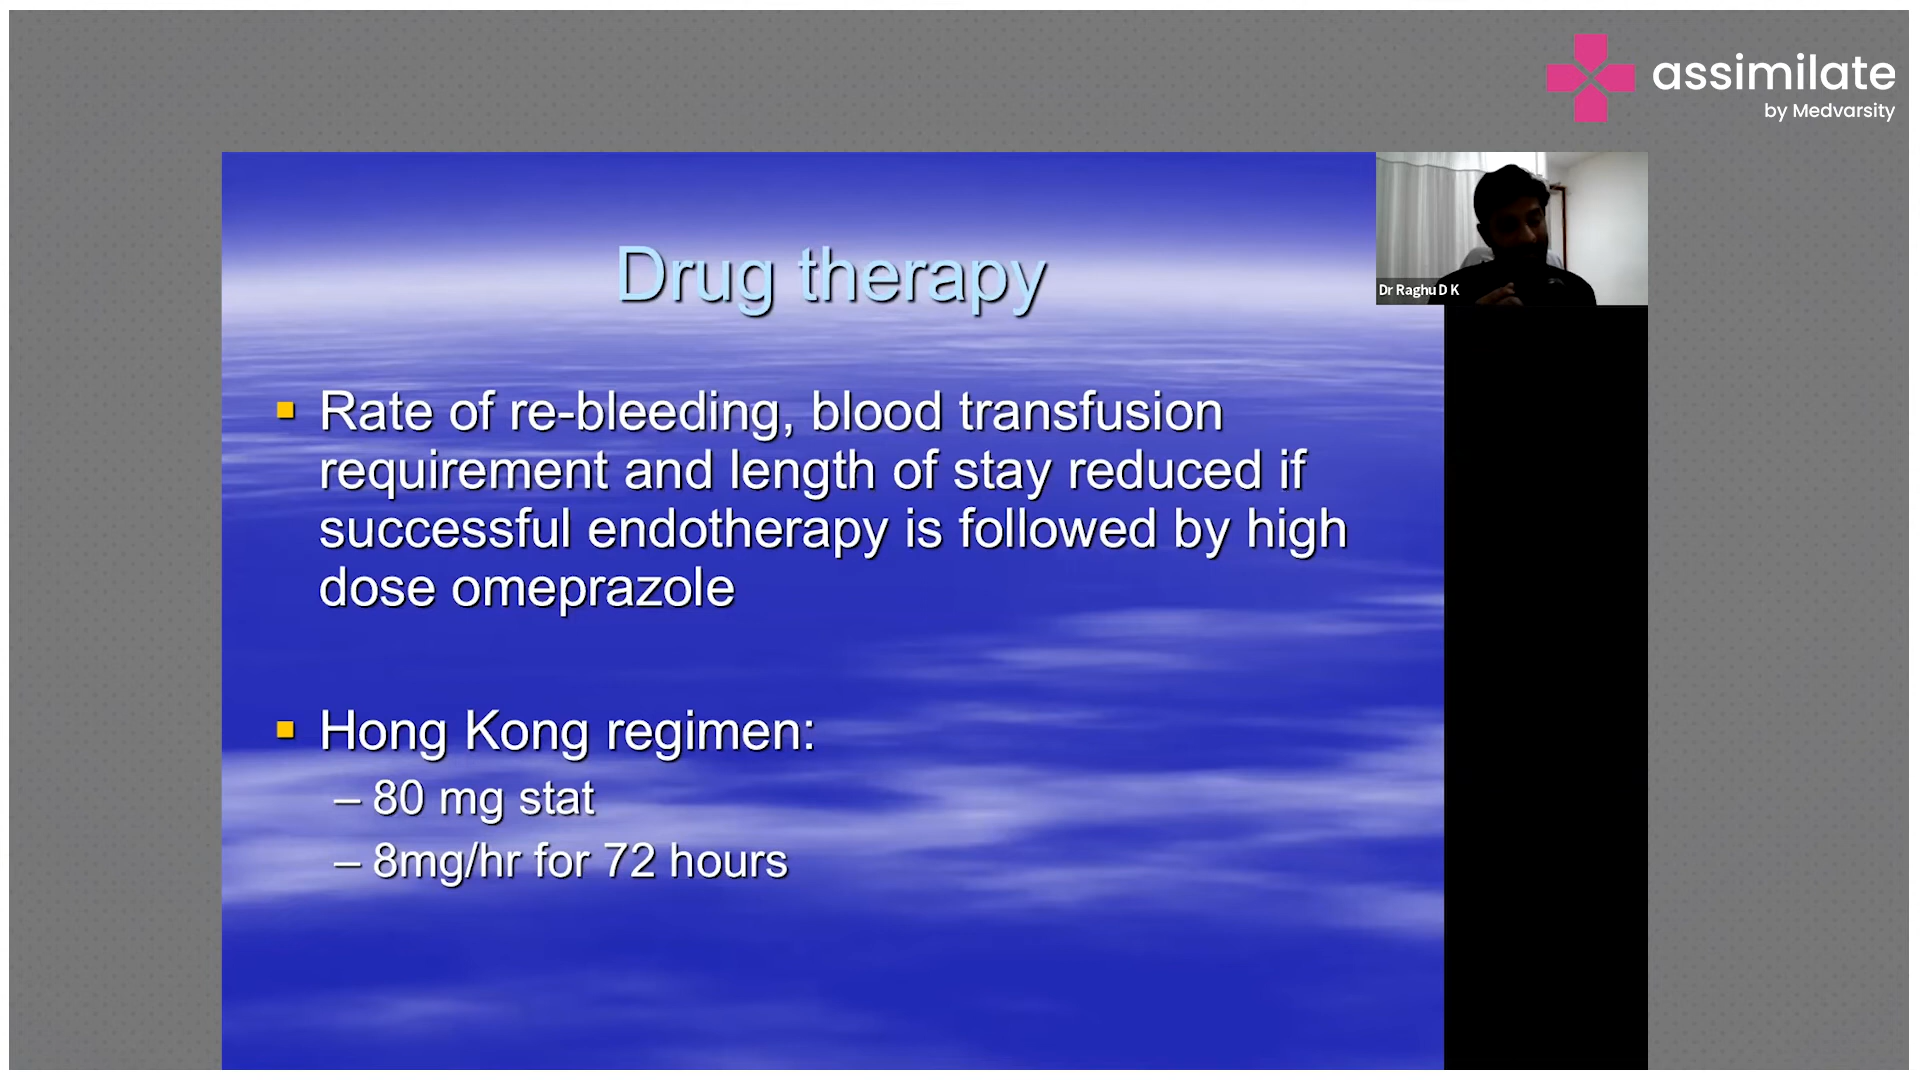 assimilate
by Medvarsity
Dr Raghu D K
Drug therapy
Rate of re-bleeding, blood transfusion
requirement and length of stay reduced if
successful endotherapy is followed by high
dose omeprazole
Hong Kong regimen:
– 80 mg stat
– 8mg/hr for 72 hours